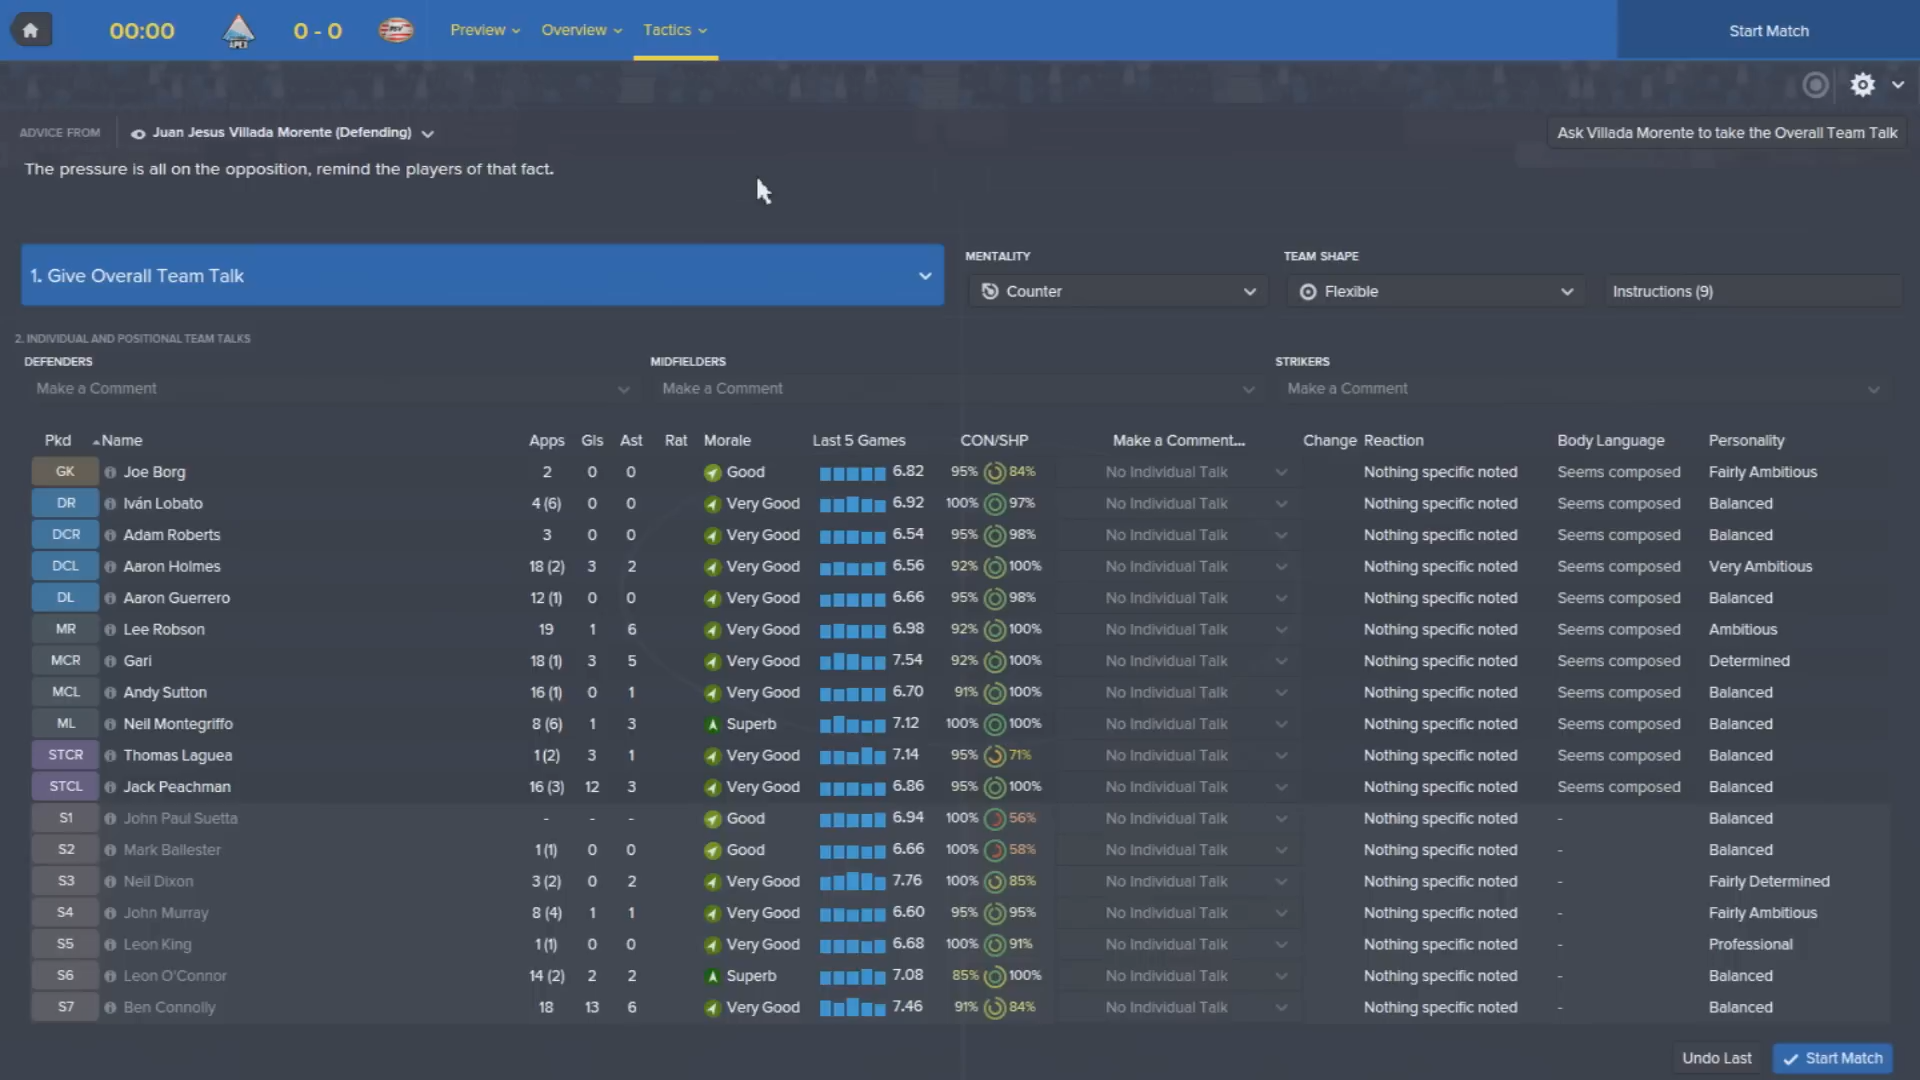 00:00 APEX 0 - 0 PSV Preview Overview Tactics Start Match
ADVICE FROM Juan Jesus Villada Morente (Defending) Ask Villada Morente to take the Overall Team Talk
The pressure is all on the opposition, remind the players of that fact.
MENTALITY TEAM SHAPE
1. Give Overall Team Talk Counter Flexible Instructions (9)
2. INDIVIDUAL AND POSITIONAL TEAM TALKS
DEFENDERS MIDFIELDERS STRIKERS
Make a Comment Make a Comment Make a Comment
Pkd Name Apps Gls Ast Rat Morale Last 5 Games CON/SHP Make a Comment... Change Reaction Body Language Personality
GK Joe Borg 2 0 0 Good 6.82 95% 84% No Individual Talk Nothing specific noted Seems composed Fairly Ambitious
DR Iván Lobato 4 (6) 0 0 Very Good 6.92 100% 97% No Individual Talk Nothing specific noted Seems composed Balanced
DCR Adam Roberts 3 0 0 Very Good 6.54 95% 98% No Individual Talk Nothing specific noted Seems composed Balanced
DCL Aaron Holmes 18 (2) 3 2 Very Good 6.56 92% 100% No Individual Talk Nothing specific noted Seems composed Very Ambitious
DL Aaron Guerrero 12 (1) 0 0 Very Good 6.66 95% 98% No Individual Talk Nothing specific noted Seems composed Balanced
MR Lee Robson 19 1 6 Very Good 6.98 92% 100% No Individual Talk Nothing specific noted Seems composed Ambitious
MCR Gari 18 (1) 3 5 Very Good 7.54 92% 100% No Individual Talk Nothing specific noted Seems composed Determined
MCL Andy Sutton 16 (1) 0 1 Very Good 6.70 91% 100% No Individual Talk Nothing specific noted Seems composed Balanced
ML Neil Montegriffo 8 (6) 1 3 Superb 7.12 100% 100% No Individual Talk Nothing specific noted Seems composed Balanced
STCR Thomas Laguea 1 (2) 3 1 Very Good 7.14 95% 71% No Individual Talk Nothing specific noted Seems composed Balanced
STCL Jack Peachman 16 (3) 12 3 Very Good 6.86 95% 100% No Individual Talk Nothing specific noted Seems composed Balanced
S1 John Paul Suetta - - - Good 6.94 100% 56% No Individual Talk Nothing specific noted - Balanced
S2 Mark Ballester 1 (1) 0 0 Good 6.66 100% 58% No Individual Talk Nothing specific noted - Balanced
S3 Neil Dixon 3 (2) 0 2 Very Good 7.76 100% 85% No Individual Talk Nothing specific noted - Fairly Determined
S4 John Murray 8 (4) 1 1 Very Good 6.60 95% 95% No Individual Talk Nothing specific noted - Fairly Ambitious
S5 Leon King 1 (1) 0 0 Very Good 6.68 100% 91% No Individual Talk Nothing specific noted - Professional
S6 Leon O'Connor 14 (2) 2 2 Superb 7.08 85% 100% No Individual Talk Nothing specific noted - Balanced
S7 Ben Connolly 18 13 6 Very Good 7.46 91% 84% No Individual Talk Nothing specific noted - Balanced
Undo Last Start Match